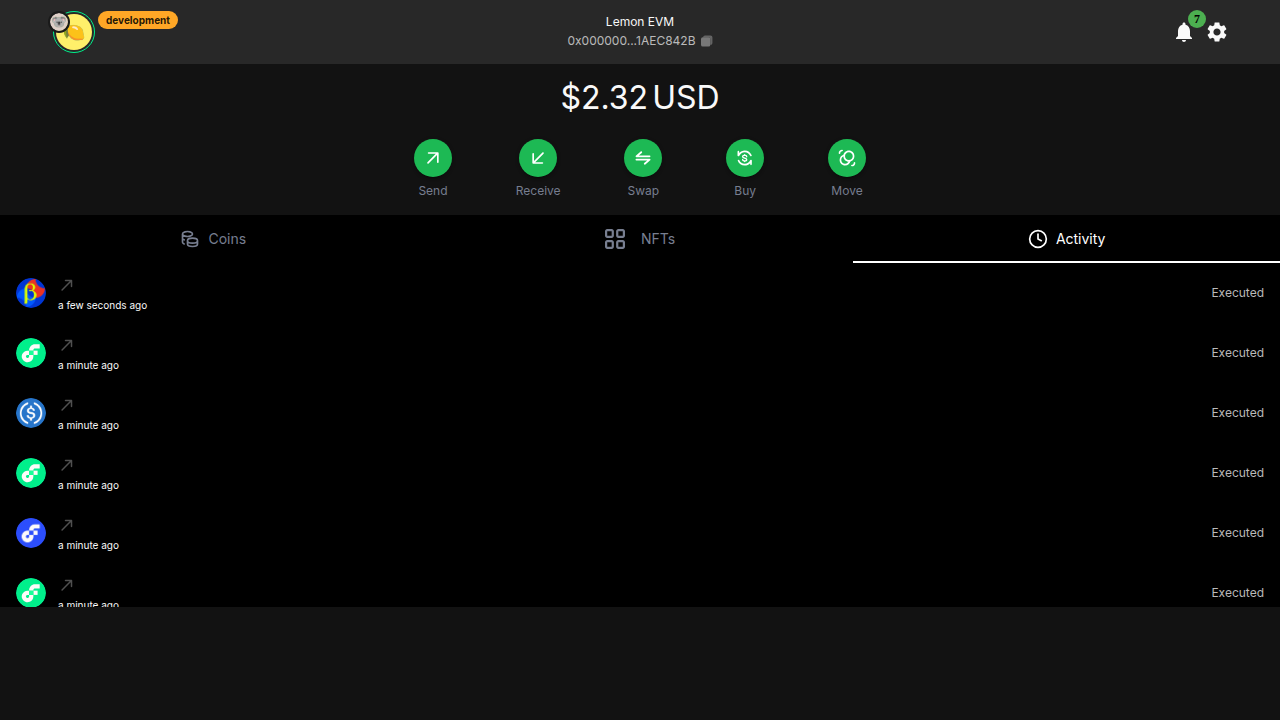 development
Lemon EVM
0x000000...1AEC842B
7
$2.32 USD
Send
Receive
Swap
Buy
Move
Coins
NFTs
Activity
a few seconds ago
Executed
a minute ago
Executed
a minute ago
Executed
a minute ago
Executed
a minute ago
Executed
a minute ago
Executed